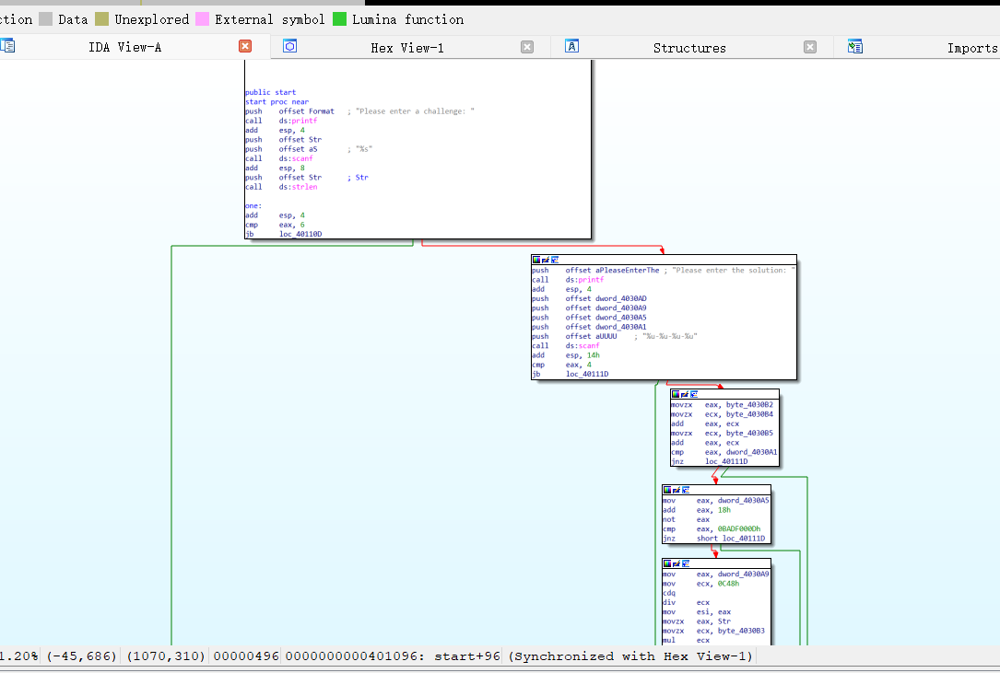 ction Data Unexplored External symbol Lumina function
IDA View-A Hex View-1 Structures Imports
public start
start proc near
push offset Format ; "Please enter a challenge: "
call ds:printf
add esp, 4
push offset Str
push offset aS ; "%s"
call ds:scanf
add esp, 8
push offset Str ; Str
call ds:strlen
one:
add esp, 4
cmp eax, 6
jb loc_40110D
push offset aPleaseEnterThe ; "Please enter the solution: "
call ds:printf
add esp, 4
push offset dword_4030AD
push offset dword_4030A9
push offset dword_4030A5
push offset dword_4030A1
push offset aUUUU ; "%u-%u-%u-%u"
call ds:scanf
add esp, 14h
cmp eax, 4
jb loc_40111D
movzx eax, byte_4030B2
movzx ecx, byte_4030B4
add eax, ecx
movzx ecx, byte_4030B5
add eax, ecx
cmp eax, dword_4030A1
jnz loc_40111D
mov eax, dword_4030A5
add eax, 18h
not eax
cmp eax, 0BADF000Dh
jnz short loc_40111D
mov eax, dword_4030A9
mov ecx, 0C48h
cdq
div ecx
mov esi, eax
movzx eax, Str
movzx ecx, byte_4030B3
mul ecx
1.20% (-45,686) (1070,310) 00000496 0000000000401096: start+96 (Synchronized with Hex View-1)